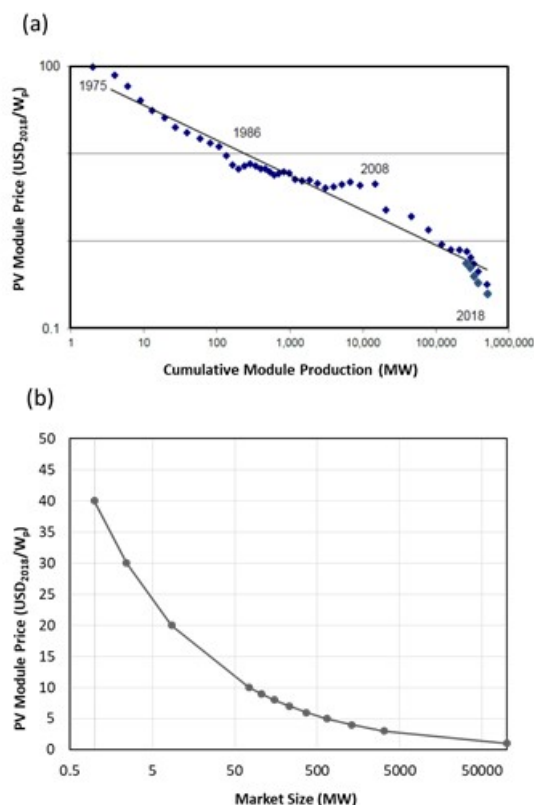 (a)
PV Module Price (USD2018/Wp)
100
1975
1986
2008
0.1
2018
1 10 100 1,000 10,000 100,000 1,000,000
Cumulative Module Production (MW)
(b)
PV Module Price (USD2018/Wp)
50
45
40
35
30
25
20
15
10
5
0
0.5 5 50 500 5000 50000
Market Size (MW)